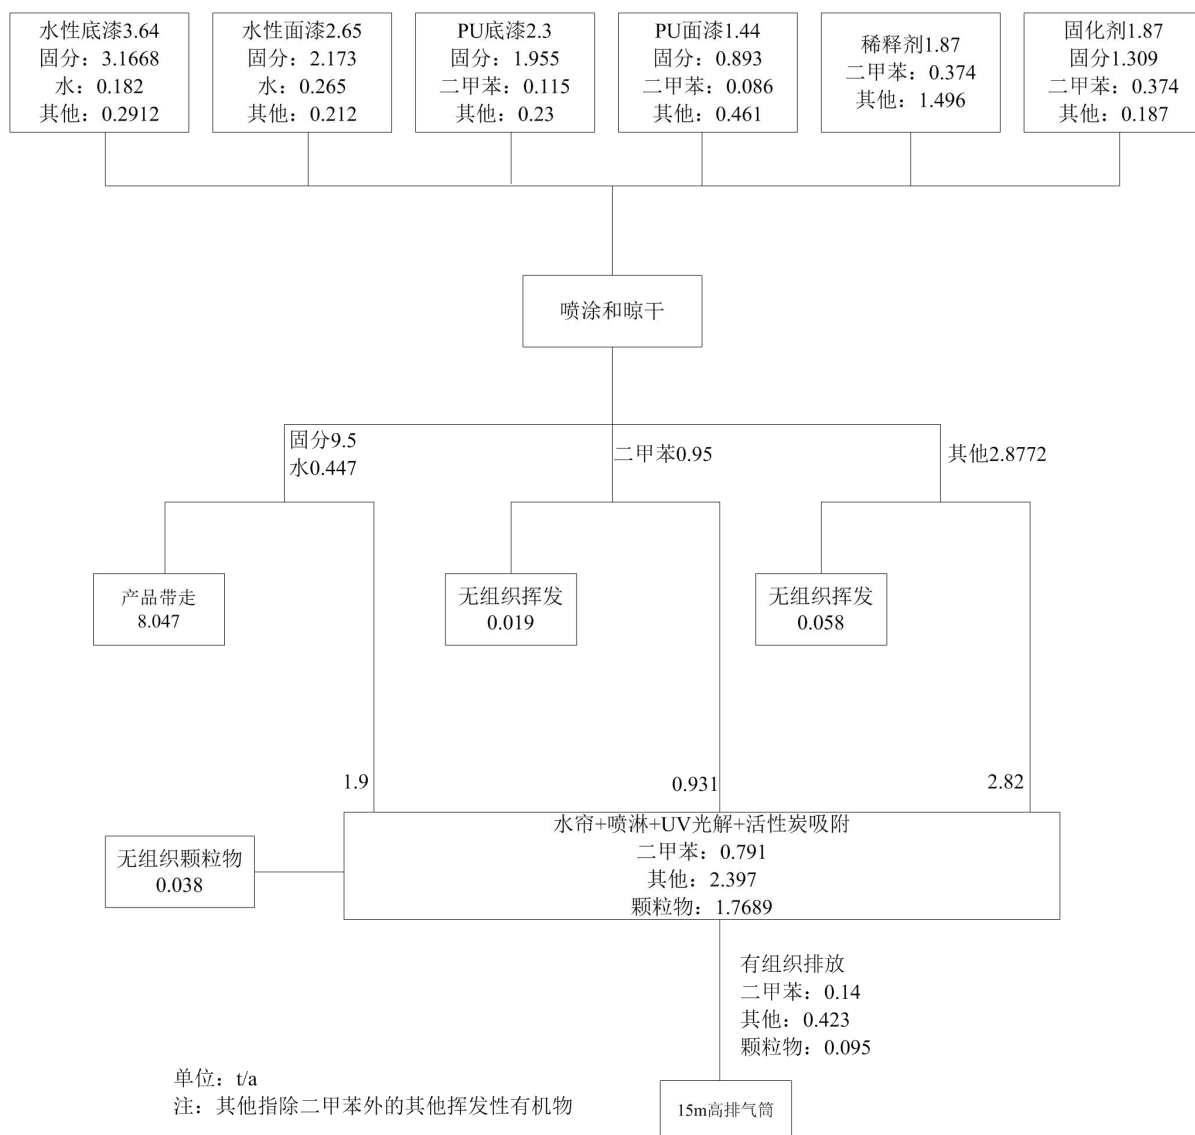 水性底漆3.64
固分：3.1668
水：0.182
其他：0.2912
水性面漆2.65
固分：2.173
水：0.265
其他：0.212
PU底漆2.3
固分：1.955
二甲苯：0.115
其他：0.23
PU面漆1.44
固分：0.893
二甲苯：0.086
其他：0.461
稀释剂1.87
二甲苯：0.374
其他：1.496
固化剂1.87
固分1.309
二甲苯：0.374
其他：0.187
喷涂和晾干
固分9.5
水0.447
二甲苯0.95
其他2.8772
产品带走
8.047
无组织挥发
0.019
无组织挥发
0.058
1.9
0.931
2.82
水帘+喷淋+UV光解+活性炭吸附
二甲苯：0.791
其他：2.397
颗粒物：1.7689
无组织颗粒物
0.038
有组织排放
二甲苯：0.14
其他：0.423
颗粒物：0.095
单位：t/a
注：其他指除二甲苯外的其他挥发性有机物
15m高排气筒